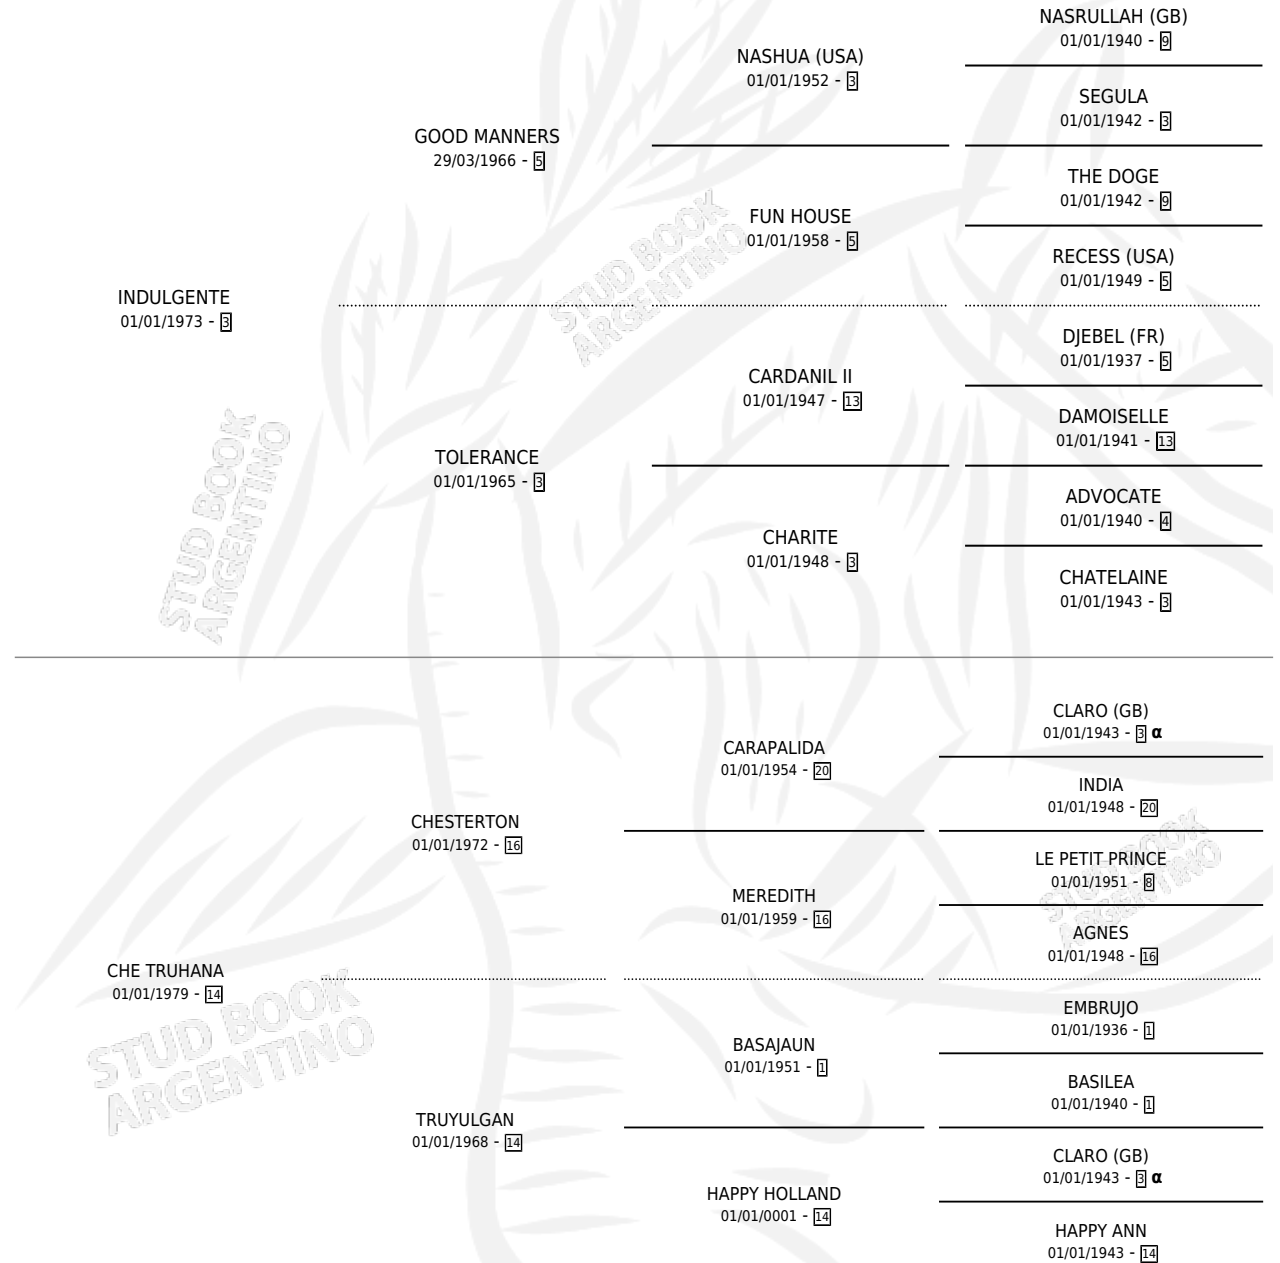 NASRULLAH (GB)
01/01/1940 - 9
NASHUA (USA)
01/01/1952 - 3
SEGULA
01/01/1942 - 3
GOOD MANNERS
29/03/1966 - 5
THE DOGE
01/01/1942 - 9
FUN HOUSE
01/01/1958 - 5
RECESS (USA)
01/01/1949 - 5
INDULGENTE
01/01/1973 - 3
DJEBEL (FR)
01/01/1937 - 5
CARDANIL II
01/01/1947 - 13
DAMOISELLE
01/01/1941 - 13
TOLERANCE
01/01/1965 - 3
ADVOCATE
01/01/1940 - 4
CHARITE
01/01/1948 - 3
CHATELAINE
01/01/1943 - 3
CLARO (GB)
01/01/1943 - 3 α
CARAPALIDA
01/01/1954 - 20
INDIA
01/01/1948 - 20
CHESTERTON
01/01/1972 - 16
LE PETIT PRINCE
01/01/1951 - 8
MEREDITH
01/01/1959 - 16
AGNES
01/01/1948 - 16
CHE TRUHANA
01/01/1979 - 14
EMBRUJO
01/01/1936 - 1
BASAJAUN
01/01/1951 - 1
BASILEA
01/01/1940 - 1
TRUYULGAN
01/01/1968 - 14
CLARO (GB)
01/01/1943 - 3 α
HAPPY HOLLAND
01/01/0001 - 14
HAPPY ANN
01/01/1943 - 14
STUD BOOK
ARGENTINO
STUD BOOK
ARGENTINO
STUD BOOK
ARGENTINO
STUD BOOK
ARGENTINO